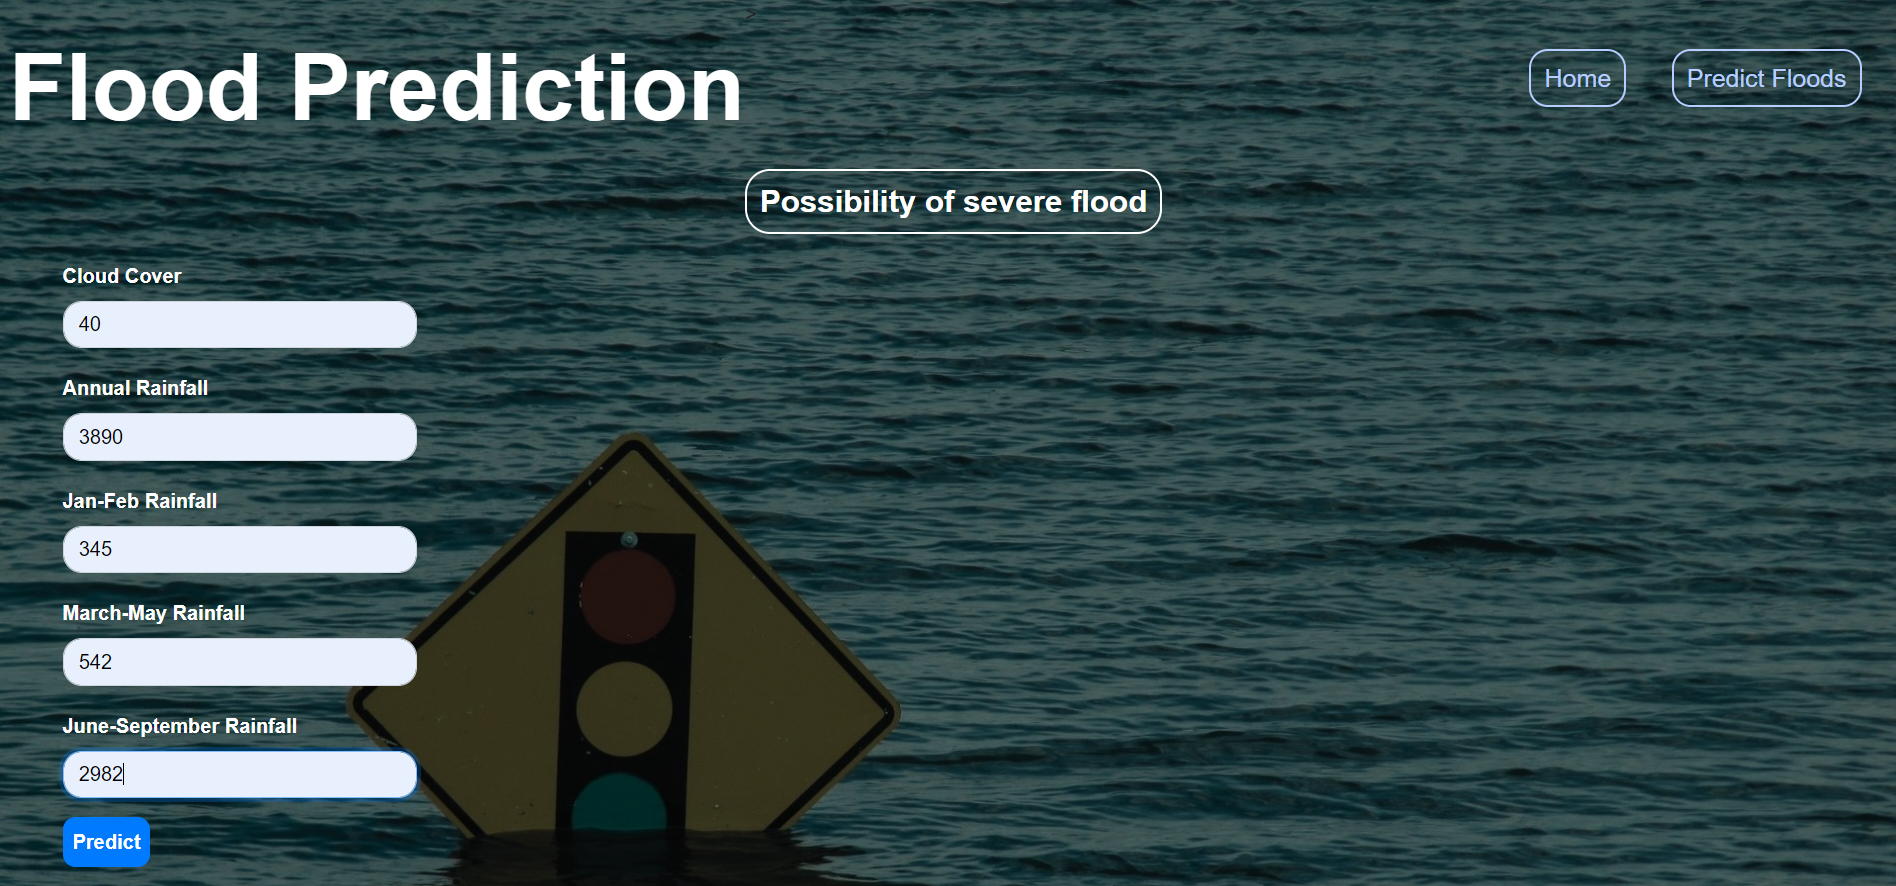 Flood Prediction
Home
Predict Floods
Possibility of severe flood
Cloud Cover
40
Annual Rainfall
3890
Jan-Feb Rainfall
345
March-May Rainfall
542
June-September Rainfall
2982
Predict